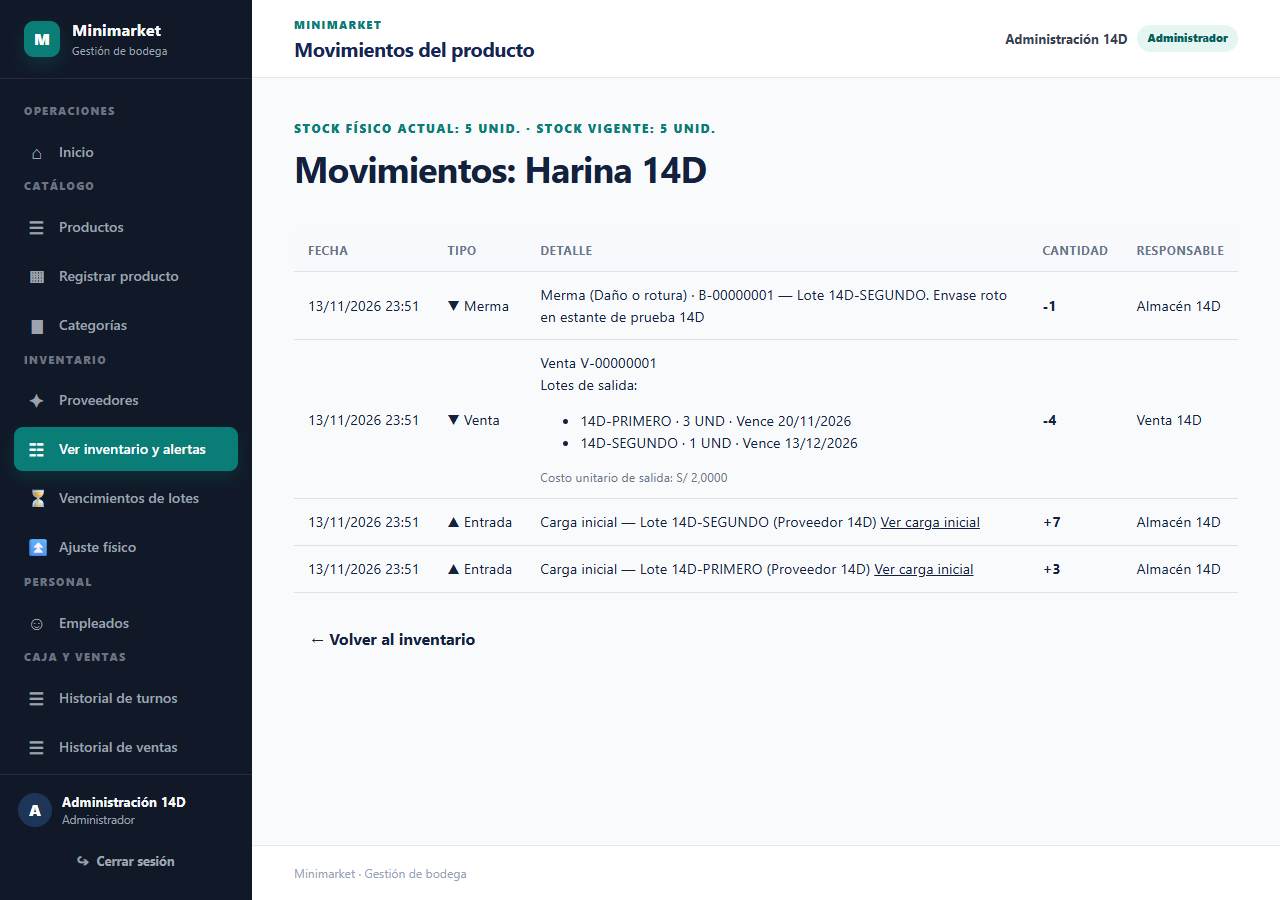 M
Minimarket
Gestión de bodega
OPERACIONES
Inicio
CATÁLOGO
Productos
Registrar producto
Categorías
INVENTARIO
Proveedores
Ver inventario y alertas
Vencimientos de lotes
Ajuste físico
PERSONAL
Empleados
CAJA Y VENTAS
Historial de turnos
Historial de ventas
A
Administración 14D
Administrador
Cerrar sesión
MINIMARKET
Movimientos del producto
Administración 14D Administrador
STOCK FÍSICO ACTUAL: 5 UNID. · STOCK VIGENTE: 5 UNID.
Movimientos: Harina 14D
FECHA TIPO DETALLE CANTIDAD RESPONSABLE
13/11/2026 23:51 ▼ Merma Merma (Daño o rotura) · B-00000001 — Lote 14D-SEGUNDO. Envase roto
en estante de prueba 14D -1 Almacén 14D
Venta V-00000001
Lotes de salida:
13/11/2026 23:51 ▼ Venta • 14D-PRIMERO · 3 UND · Vence 20/11/2026 -4 Venta 14D
• 14D-SEGUNDO · 1 UND · Vence 13/12/2026
Costo unitario de salida: S/ 2,0000
13/11/2026 23:51 ▲ Entrada Carga inicial — Lote 14D-SEGUNDO (Proveedor 14D) Ver carga inicial +7 Almacén 14D
13/11/2026 23:51 ▲ Entrada Carga inicial — Lote 14D-PRIMERO (Proveedor 14D) Ver carga inicial +3 Almacén 14D
← Volver al inventario
Minimarket · Gestión de bodega